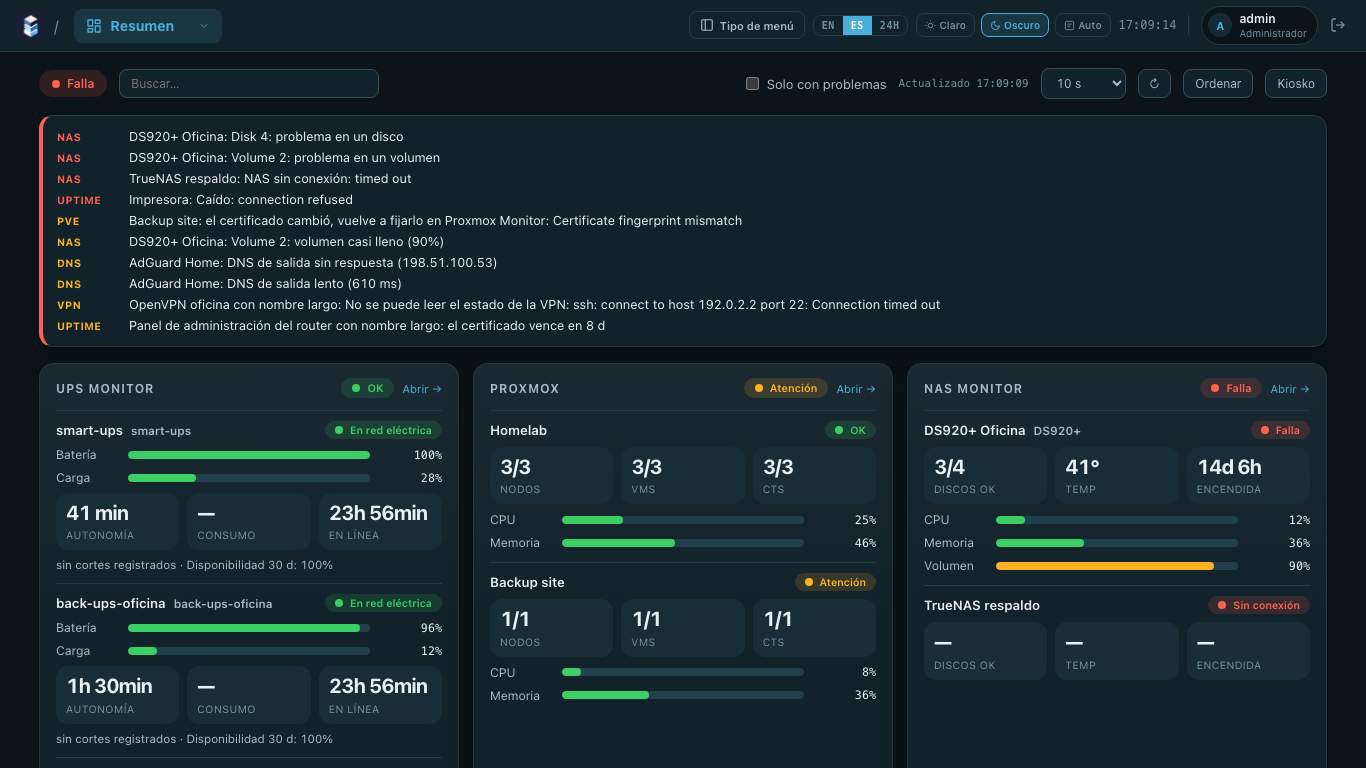 / Resumen Tipo de menú EN ES 24H Claro Oscuro Auto 17:09:14 A admin
Administrador
Falla Buscar... Solo con problemas Actualizado 17:09:09 10 s ↻ Ordenar Kiosko
NAS DS920+ Oficina: Disk 4: problema en un disco
NAS DS920+ Oficina: Volume 2: problema en un volumen
NAS TrueNAS respaldo: NAS sin conexión: timed out
UPTIME Impresora: Caído: connection refused
PVE Backup site: el certificado cambió, vuelve a fijarlo en Proxmox Monitor: Certificate fingerprint mismatch
NAS DS920+ Oficina: Volume 2: volumen casi lleno (90%)
DNS AdGuard Home: DNS de salida sin respuesta (198.51.100.53)
DNS AdGuard Home: DNS de salida lento (610 ms)
VPN OpenVPN oficina con nombre largo: No se puede leer el estado de la VPN: ssh: connect to host 192.0.2.2 port 22: Connection timed out
UPTIME Panel de administración del router con nombre largo: el certificado vence en 8 d
UPS MONITOR OK Abrir →
smart-ups smart-ups En red eléctrica
Batería 100%
Carga 28%
41 min — 23h 56min
AUTONOMÍA CONSUMO EN LÍNEA
sin cortes registrados · Disponibilidad 30 d: 100%
back-ups-oficina back-ups-oficina En red eléctrica
Batería 96%
Carga 12%
1h 30min — 23h 56min
AUTONOMÍA CONSUMO EN LÍNEA
sin cortes registrados · Disponibilidad 30 d: 100%
PROXMOX Atención Abrir →
Homelab OK
3/3 3/3 3/3
NODOS VMS CTS
CPU 25%
Memoria 46%
Backup site Atención
1/1 1/1 1/1
NODOS VMS CTS
CPU 8%
Memoria 36%
NAS MONITOR Falla Abrir →
DS920+ Oficina DS920+ Falla
3/4 41° 14d 6h
DISCOS OK TEMP ENCENDIDA
CPU 12%
Memoria 36%
Volumen 90%
TrueNAS respaldo Sin conexión
— — —
DISCOS OK TEMP ENCENDIDA